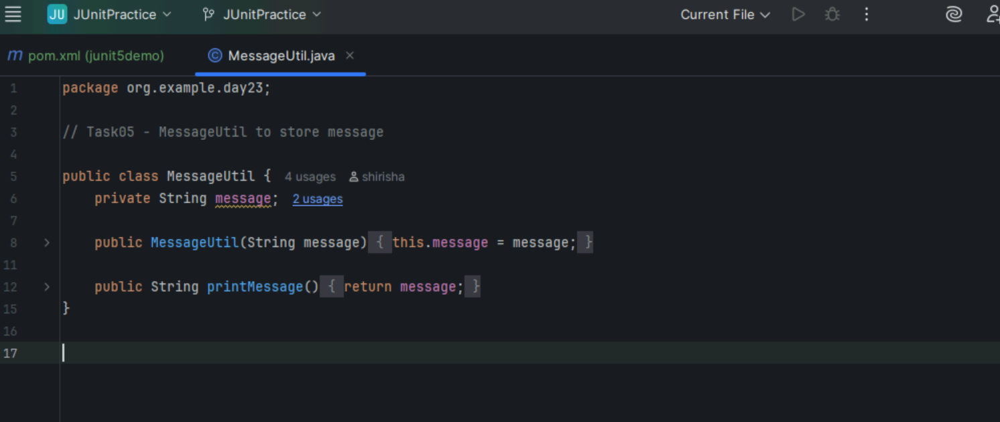 JU JUnitPractice JUnitPractice Current File
m pom.xml (junit5demo) C MessageUtil.java
1 package org.example.day23;
2
3 // Task05 - MessageUtil to store message
4
5 public class MessageUtil { 4 usages shirisha
6 private String message; 2 usages
7
8 public MessageUtil(String message) { this.message = message; }
11
12 public String printMessage() { return message; }
15 }
16
17